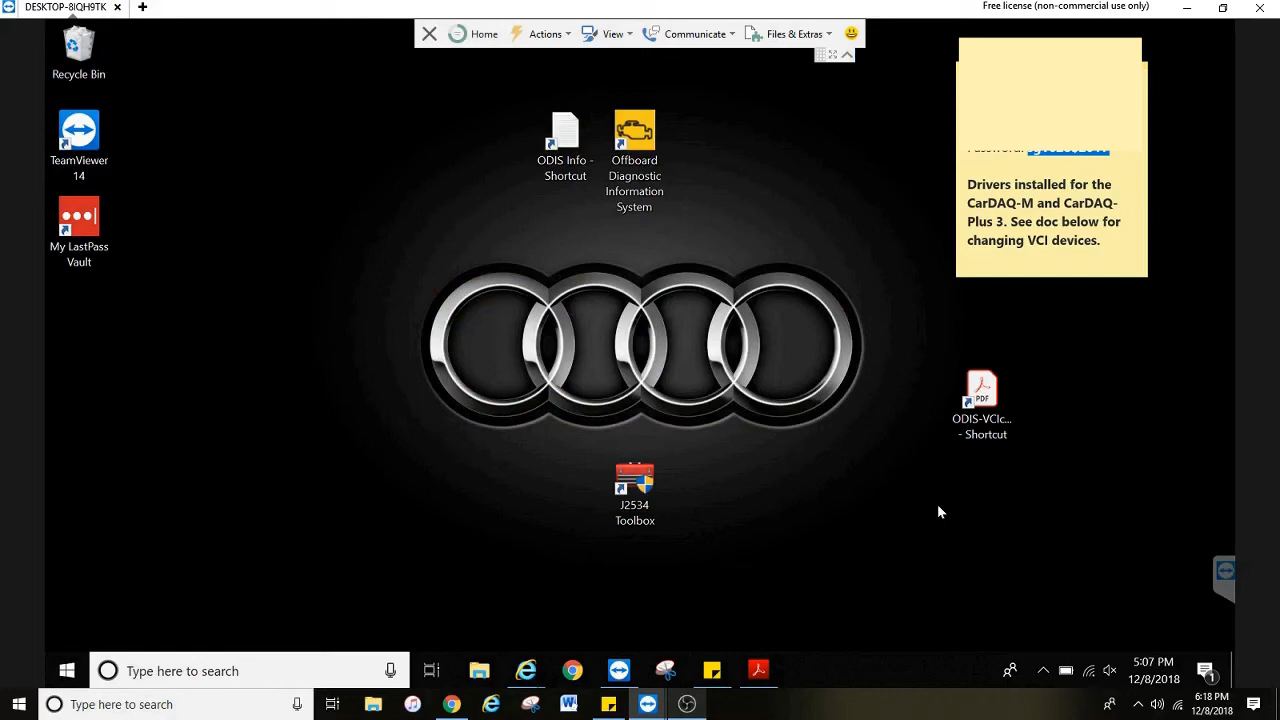 DESKTOP-8IQH9TK
Free license (non-commercial use only)
Home
Actions
View
Communicate
Files & Extras
Recycle Bin
TeamViewer
14
My LastPass
Vault
ODIS Info -
Shortcut
Offboard
Diagnostic
Information
System
Drivers installed for the
CarDAQ-M and CarDAQ-
Plus 3. See doc below for
changing VCI devices.
PDF
ODIS-VCIc...
- Shortcut
J2534
Toolbox
Type here to search
5:07 PM
12/8/2018
1
Type here to search
6:18 PM
12/8/2018